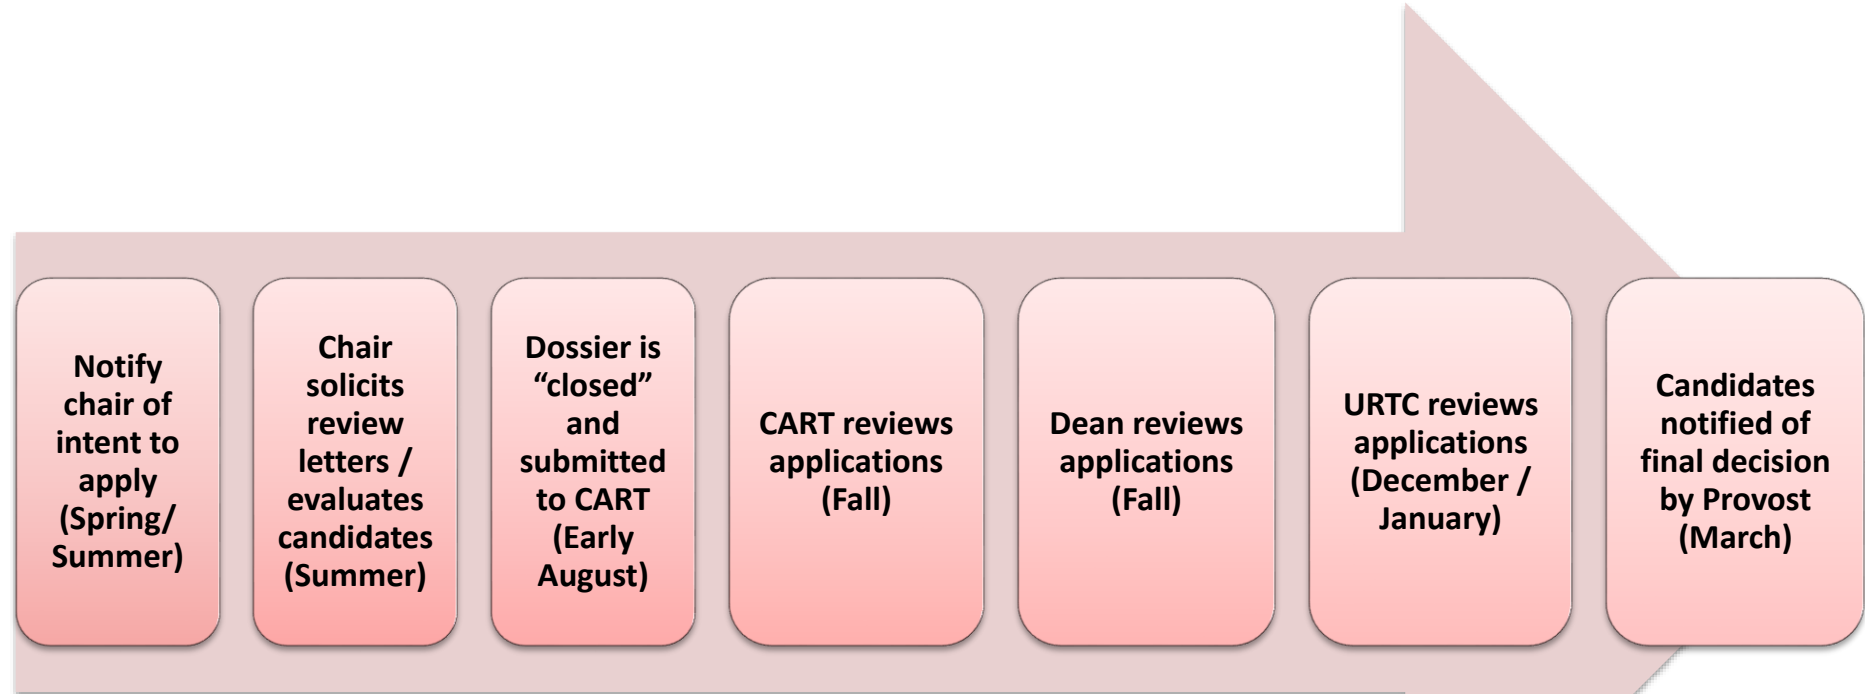 Notify
chair of
intent to
apply
(Spring/
Summer)
Chair
solicits
review
letters /
evaluates
candidates
(Summer)
Dossier is
“closed”
and
submitted
to CART
(Early
August)
CART reviews
applications
(Fall)
Dean reviews
applications
(Fall)
URTC reviews
applications
(December /
January)
Candidates
notified of
final decision
by Provost
(March)